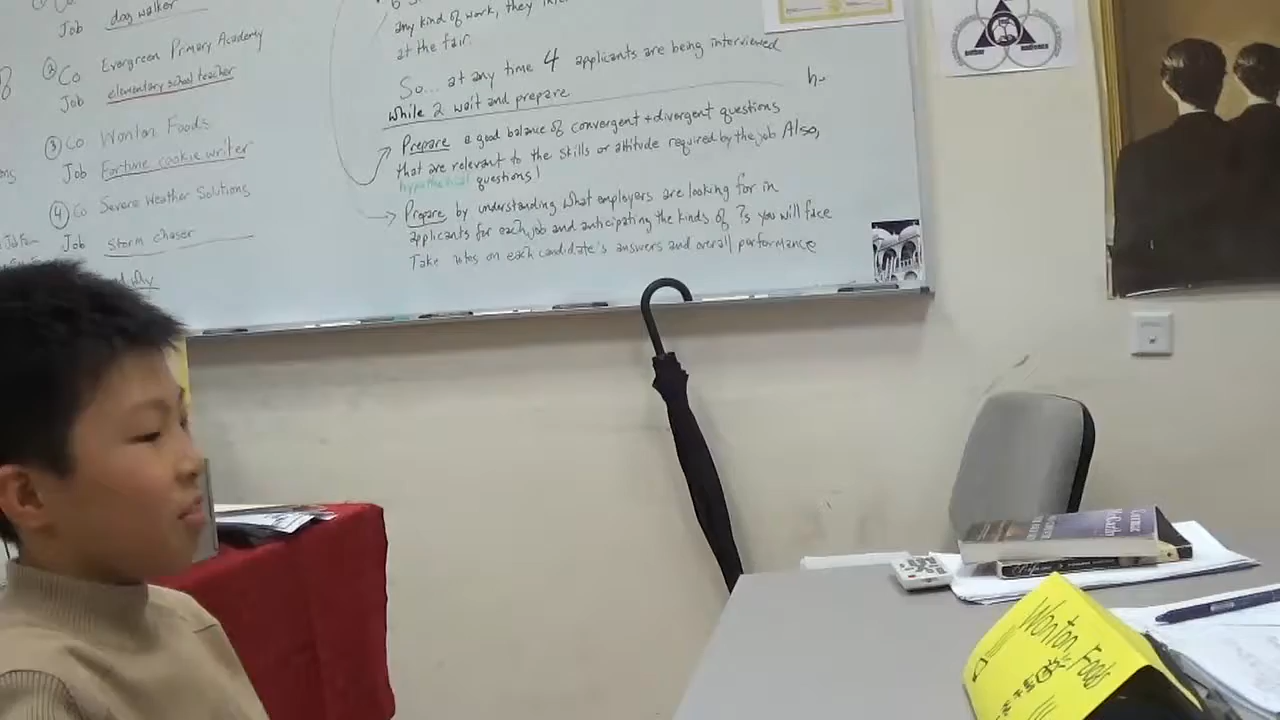 Co
Job dog walker
② Co Evergreen Primary Academy
Job elementary school teacher
③ Co Wonton Foods
Job Fortune cookie writer
④ Co Severe Weather Solutions
Job Storm chaser
why
any kind of work, they
at the fair.
So... at any time 4 applicants are being interviewed
while 2 wait and prepare
h
Prepare a good balance of convergent + divergent questions
that are relevant to the skills or attitude required by the job Also,
hypothetical questions!
Prepare by understanding what employers are looking for in
applicants for each job and anticipating the kinds of ?s you will face
Take notes on each candidate's answers and overall performance
Wonton Foods